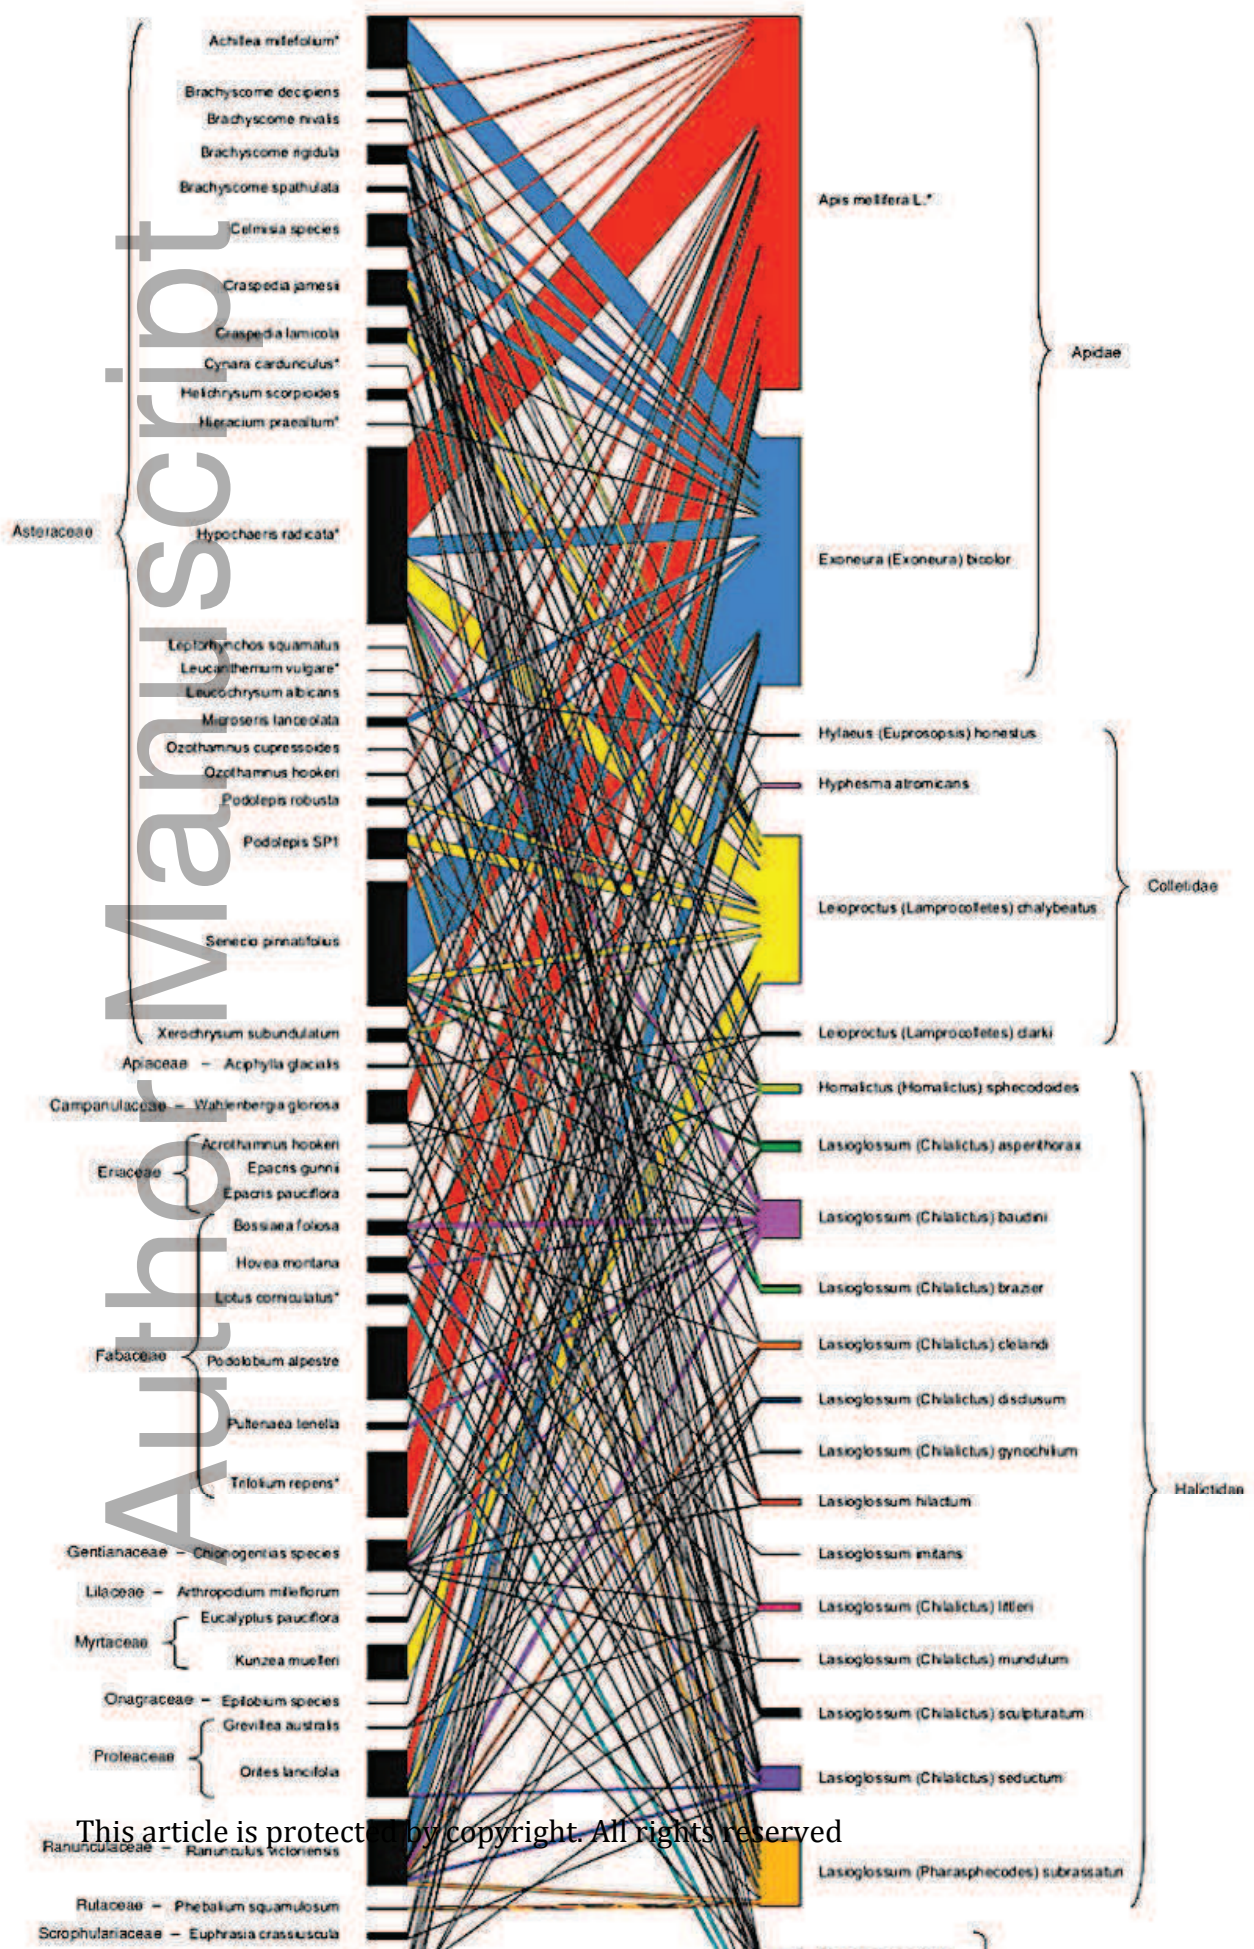 Achillea millefolium*
Brachyscome decipiens
Brachyscome nivalis
Brachyscome rigidula
Brachyscome spathulata
Celmisia species
Craspedia jamesii
Craspedia lamicola
Cynara cardunculus*
Helichrysum scorpioides
Hieracium praealtum*
Asteraceae
Hypochaeris radicata*
Leptorhynchos squamatus
Leucanthemum vulgare*
Leucochrysum albicans
Microseris lanceolata
Ozothamnus cupressoides
Ozothamnus hookeri
Podolepis robusta
Podolepis SP1
Senecio pinnatifolius
Xerochrysum subundulatum
Apiaceae – Aciphylla glacialis
Campanulaceae – Wahlenbergia gloriosa
Acrothamnus hookeri
Ericaceae
Epacris gunnii
Epacris pauciflora
Bossiaea foliosa
Hovea montana
Lotus corniculatus*
Fabaceae
Podolobium alpestre
Pultenaea tenella
Trifolium repens*
Gentianaceae – Chionogentias species
Liliaceae – Arthropodium milleflorum
Eucalyptus pauciflora
Myrtaceae
Kunzea muelleri
Onagraceae – Epilobium species
Grevillea australis
Proteaceae
Orites lancifolia
Ranunculaceae – Ranunculus victoriensis
Rutaceae – Phebalium squamulosum
Scrophulariaceae – Euphrasia crassiuscula
Apis mellifera L.*
Apidae
Exoneura (Exoneura) bicolor
Hylaeus (Euprosopsis) honestus
Hyphesma atromicans
Colletidae
Leioproctus (Lamprocolletes) chalybeatus
Leioproctus (Lamprocolletes) clarki
Homalictus (Homalictus) sphecodoides
Lasioglossum (Chilalictus) asperithorax
Lasioglossum (Chilalictus) baudini
Lasioglossum (Chilalictus) brazier
Lasioglossum (Chilalictus) clelandi
Lasioglossum (Chilalictus) disclusum
Lasioglossum (Chilalictus) gynochilum
Halictidae
Lasioglossum hilactum
Lasioglossum imitans
Lasioglossum (Chilalictus) littleri
Lasioglossum (Chilalictus) mundulum
Lasioglossum (Chilalictus) sculpturatum
Lasioglossum (Chilalictus) seductum
Lasioglossum (Pharasphecodes) subrassatun
Author Manuscript
This article is protected by copyright. All rights reserved